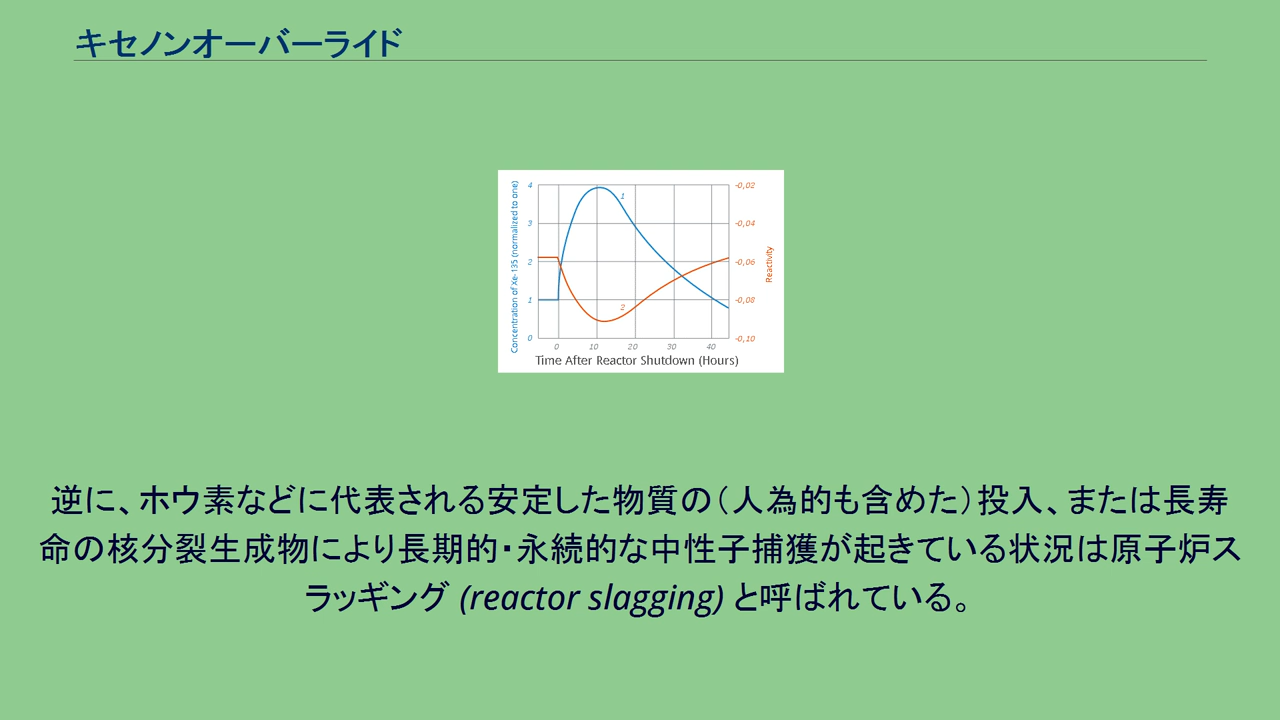 キセノンオーバーライド
Concentration of Xe-135 (normalized to one)
4
3
2
1
0
1
2
-0,02
-0,04
-0,06
-0,08
-0,10
Reactivity
0 10 20 30 40
Time After Reactor Shutdown (Hours)
逆に、ホウ素などに代表される安定した物質の（人為的も含めた）投入、または長寿
命の核分裂生成物により長期的・永続的な中性子捕獲が起きている状況は原子炉ス
ラッギング (reactor slagging) と呼ばれている。